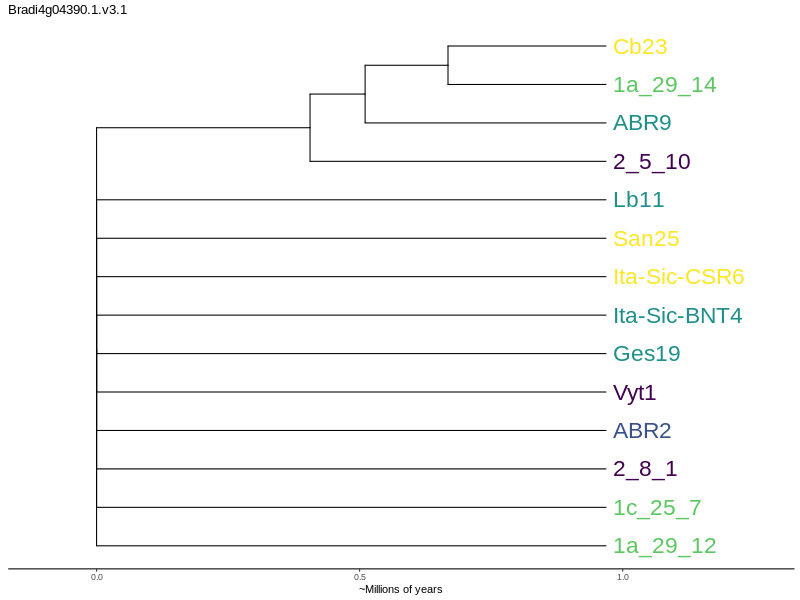 Bradi4g04390.1.v3.1
Cb23
1a_29_14
ABR9
2_5_10
Lb11
San25
Ita-Sic-CSR6
Ita-Sic-BNT4
Ges19
Vyt1
ABR2
2_8_1
1c_25_7
1a_29_12
0.0 0.5 1.0
~Millions of years